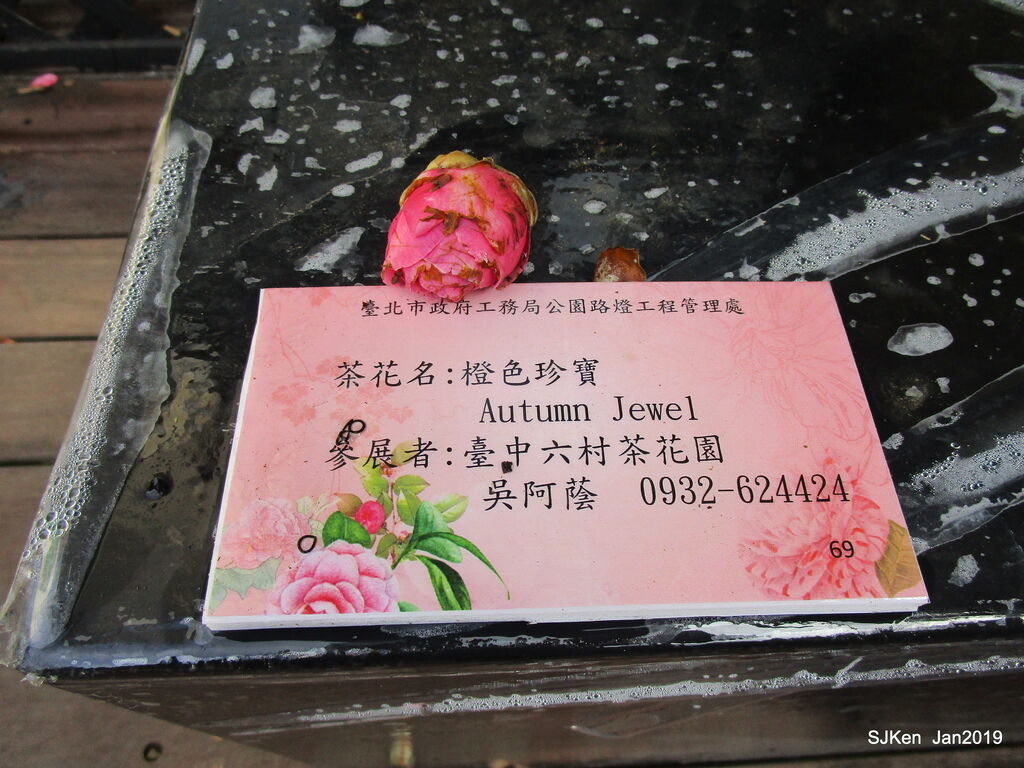 臺北市政府工務局公園路燈工程管理處
茶花名:橙色珍寶
Autumn Jewel
參展者:臺中六村茶花園
吳阿蔭 0932-624424
69
SJKen Jan2019